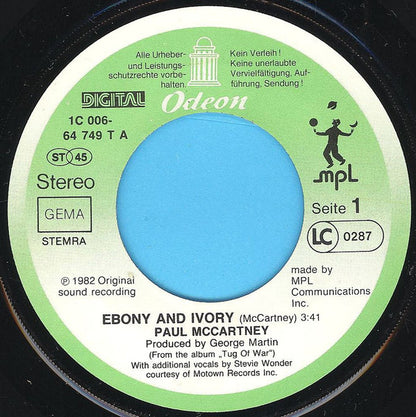 Alle Urheber-
und Leistungs-
schutzrechte vorbe-
halten.
Kein Verleih!
Keine unerlaubte
Vervielfältigung, Auf-
führung, Sendung!
DIGITAL
Odeon
1C 006-
64 749 T A
ST 45
Stereo
GEMA
STEMRA
mpL
Seite 1
LC 0287
℗ 1982 Original
sound recording
made by
MPL
Communications
Inc.
EBONY AND IVORY (McCartney) 3:41
PAUL MCCARTNEY
Produced by George Martin
(From the album „Tug Of War")
With additional vocals by Stevie Wonder
courtesy of Motown Records Inc.